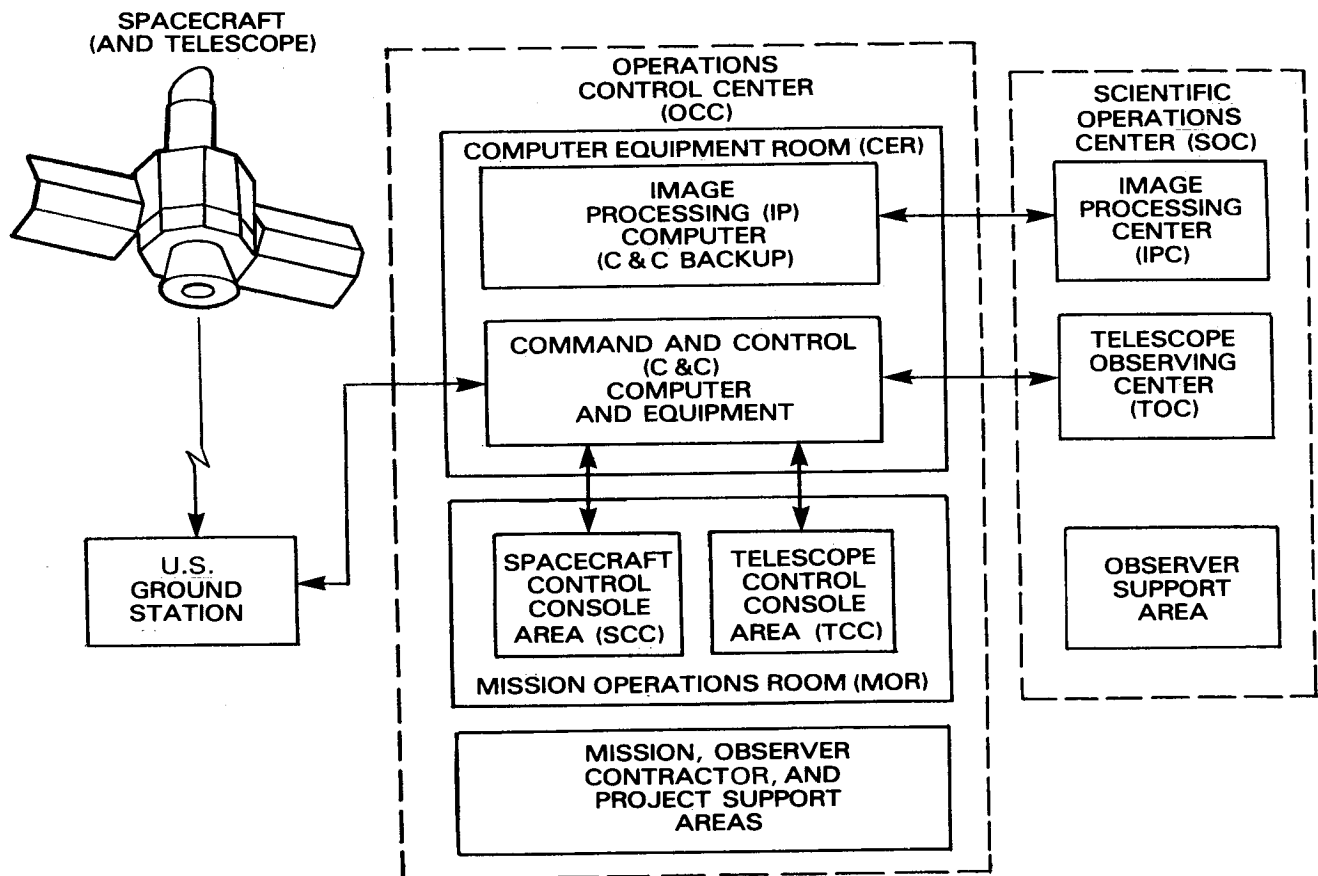 SPACECRAFT
(AND TELESCOPE)
U.S.
GROUND
STATION
OPERATIONS
CONTROL CENTER
(OCC)
COMPUTER EQUIPMENT ROOM (CER)
IMAGE
PROCESSING (IP)
COMPUTER
(C & C BACKUP)
COMMAND AND CONTROL
(C &C)
COMPUTER
AND EQUIPMENT
SPACECRAFT
CONTROL
CONSOLE
AREA (SCC)
TELESCOPE
CONTROL
CONSOLE
AREA (TCC)
MISSION OPERATIONS ROOM (MOR)
MISSION, OBSERVER
CONTRACTOR, AND
PROJECT SUPPORT
AREAS
SCIENTIFIC
OPERATIONS
CENTER (SOC)
IMAGE
PROCESSING
CENTER
(IPC)
TELESCOPE
OBSERVING
CENTER
(TOC)
OBSERVER
SUPPORT
AREA